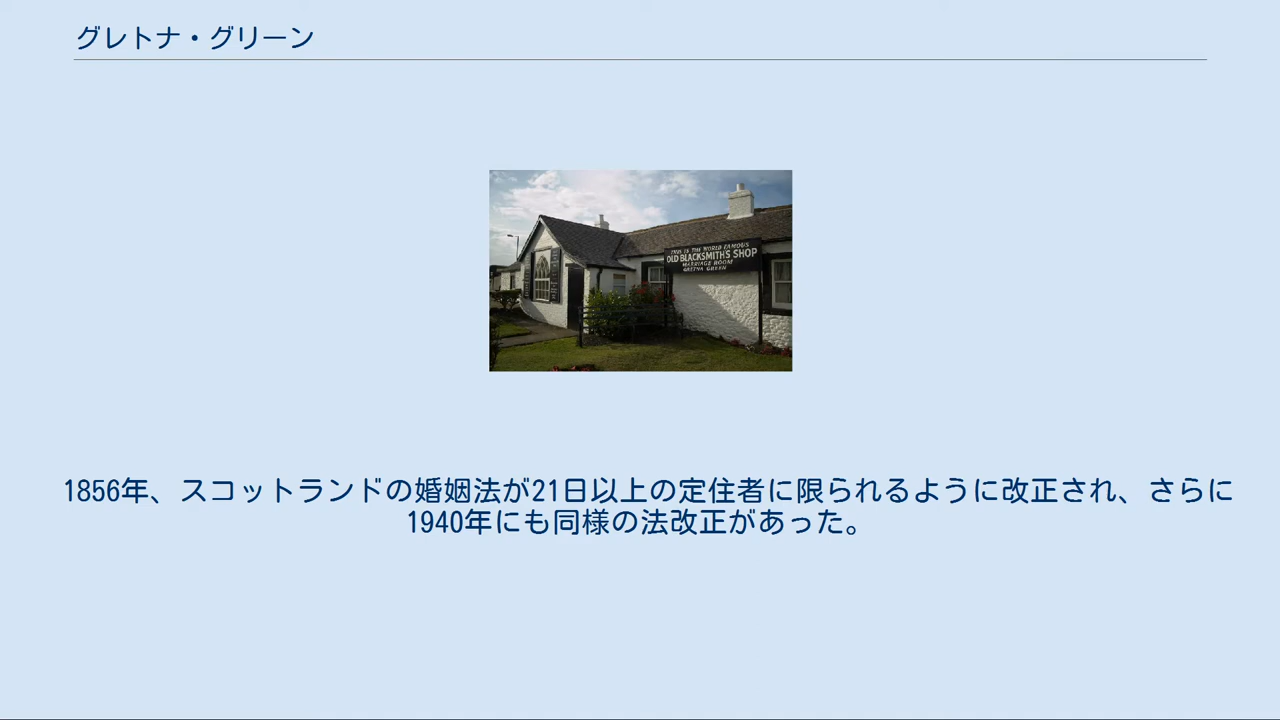 グレトナ・グリーン
THIS IS THE WORLD FAMOUS
OLD BLACKSMITH'S SHOP
MARRIAGE ROOM
GRETNA GREEN
1856年、スコットランドの婚姻法が21日以上の定住者に限られるように改正され、さらに
1940年にも同様の法改正があった。